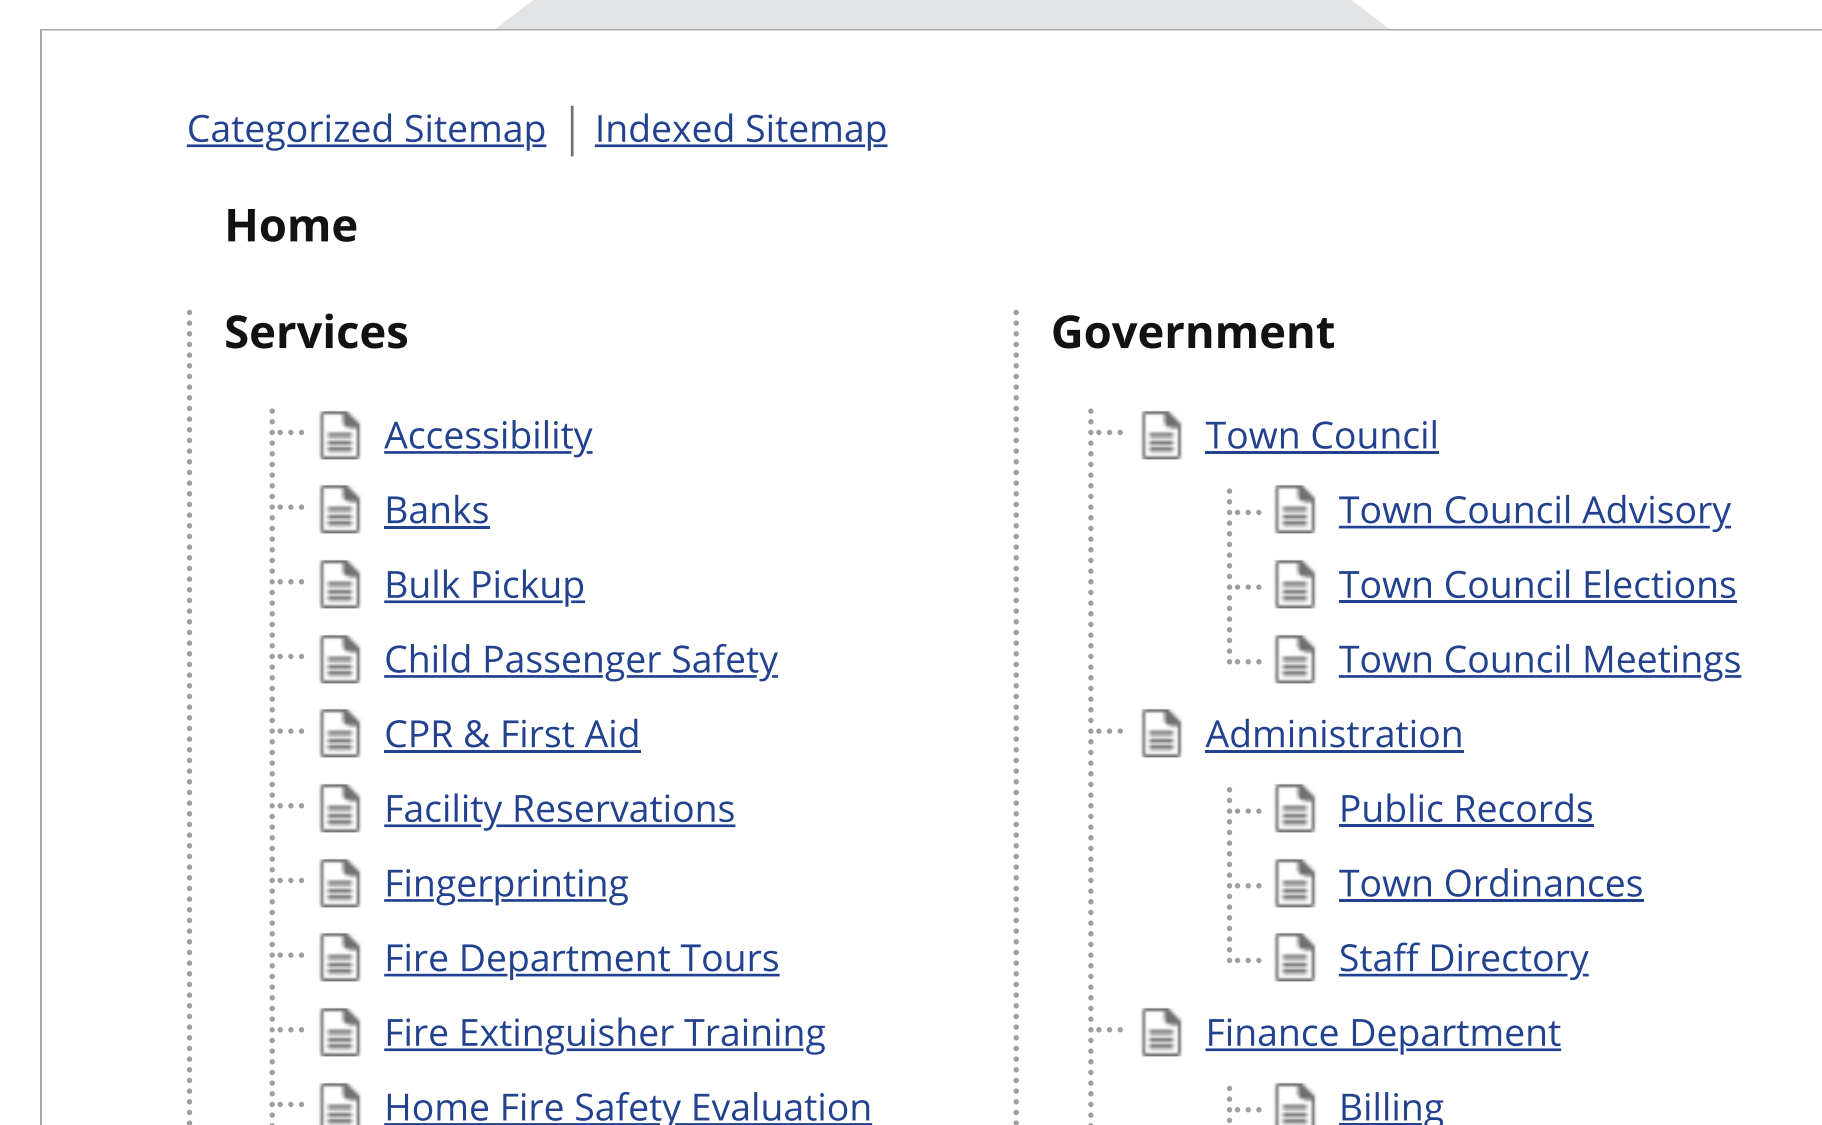 Categorized Sitemap | Indexed Sitemap
Home
Services
Accessibility
Banks
Bulk Pickup
Child Passenger Safety
CPR & First Aid
Facility Reservations
Fingerprinting
Fire Department Tours
Fire Extinguisher Training
Home Fire Safety Evaluation
Government
Town Council
Town Council Advisory
Town Council Elections
Town Council Meetings
Administration
Public Records
Town Ordinances
Staff Directory
Finance Department
Billing